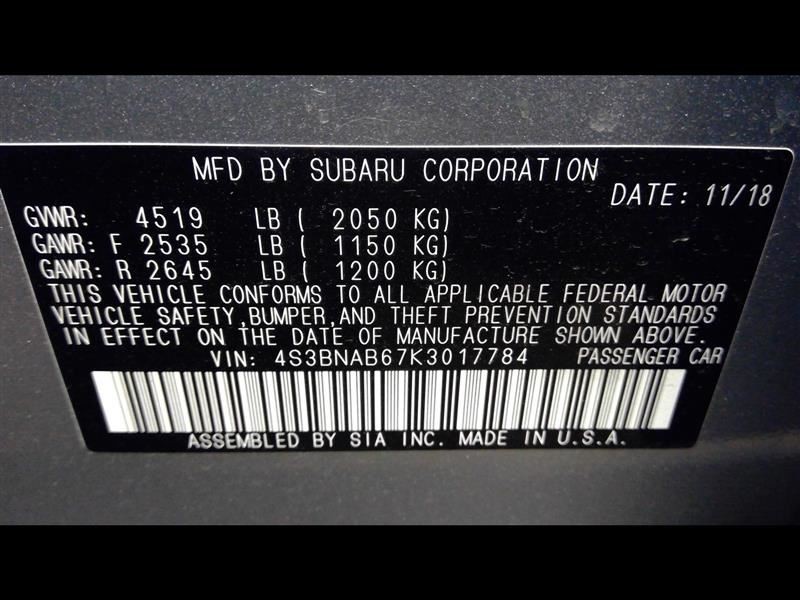 MFD BY SUBARU CORPORATION
DATE: 11/18
GVWR: 4519 LB ( 2050 KG)
GAWR: F 2535 LB ( 1150 KG)
GAWR: R 2645 LB ( 1200 KG)
THIS VEHICLE CONFORMS TO ALL APPLICABLE FEDERAL MOTOR
VEHICLE SAFETY,BUMPER,AND THEFT PREVENTION STANDARDS
IN EFFECT ON THE DATE OF MANUFACTURE SHOWN ABOVE.
VIN: 4S3BNAB67K3017784 PASSENGER CAR
ASSEMBLED BY SIA INC. MADE IN U.S.A.